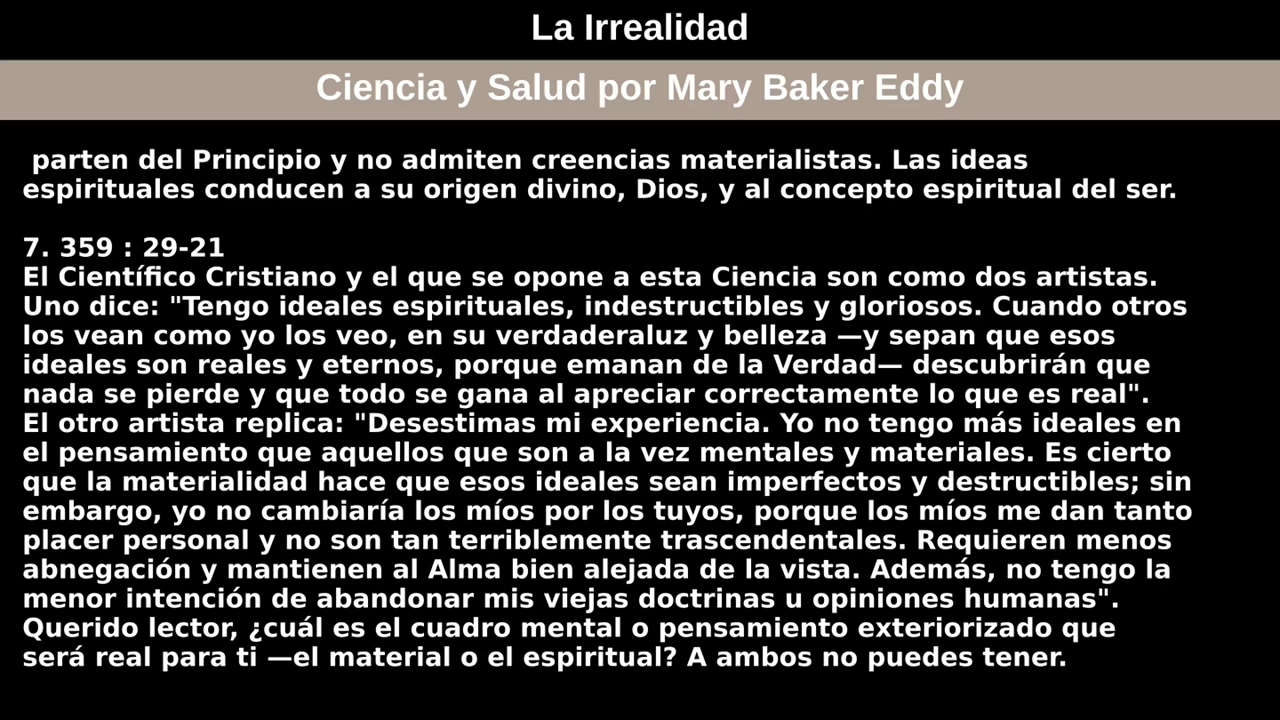 La Irrealidad
Ciencia y Salud por Mary Baker Eddy
parten del Principio y no admiten creencias materialistas. Las ideas
espirituales conducen a su origen divino, Dios, y al concepto espiritual del ser.
7. 359 : 29-21
El Científico Cristiano y el que se opone a esta Ciencia son como dos artistas.
Uno dice: "Tengo ideales espirituales, indestructibles y gloriosos. Cuando otros
los vean como yo los veo, en su verdaderaluz y belleza —y sepan que esos
ideales son reales y eternos, porque emanan de la Verdad— descubrirán que
nada se pierde y que todo se gana al apreciar correctamente lo que es real".
El otro artista replica: "Desestimas mi experiencia. Yo no tengo más ideales en
el pensamiento que aquellos que son a la vez mentales y materiales. Es cierto
que la materialidad hace que esos ideales sean imperfectos y destructibles; sin
embargo, yo no cambiaría los míos por los tuyos, porque los míos me dan tanto
placer personal y no son tan terriblemente trascendentales. Requieren menos
abnegación y mantienen al Alma bien alejada de la vista. Además, no tengo la
menor intención de abandonar mis viejas doctrinas u opiniones humanas".
Querido lector, ¿cuál es el cuadro mental o pensamiento exteriorizado que
será real para ti —el material o el espiritual? A ambos no puedes tener.